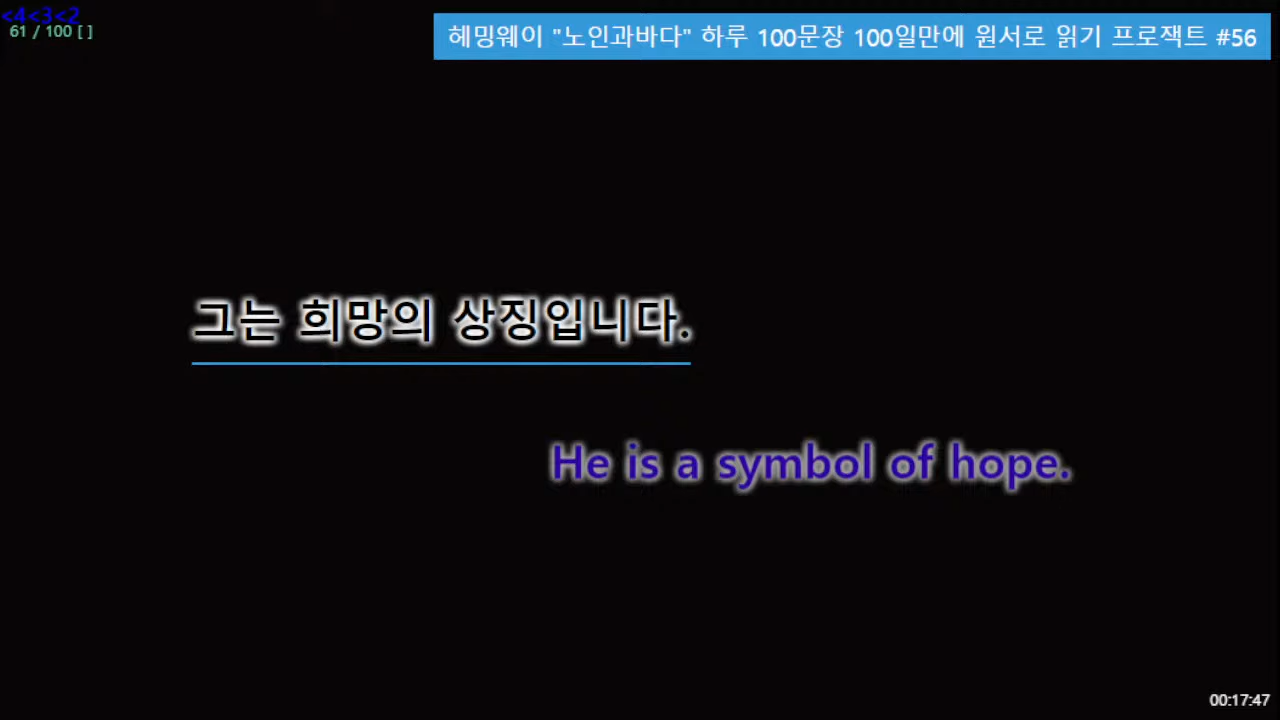 <4<3<2
61 / 100 [ ]
헤밍웨이 "노인과바다" 하루 100문장 100일만에 원서로 읽기 프로잭트 #56
그는 희망의 상징입니다.
He is a symbol of hope.
00:17:47